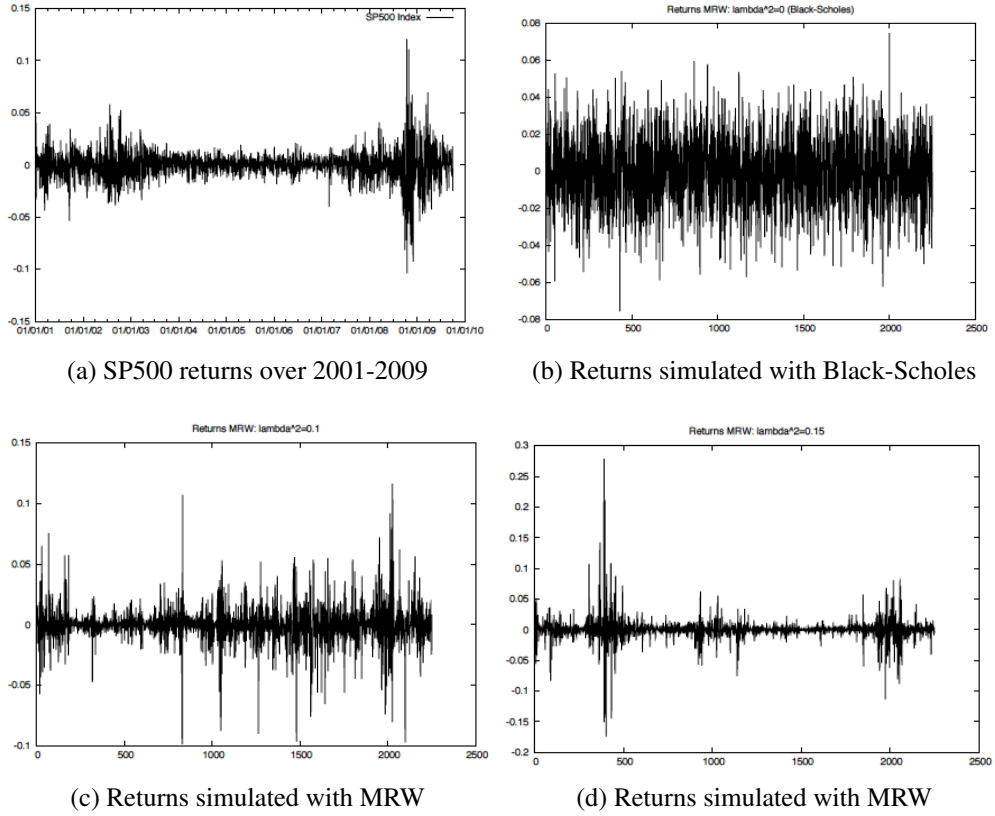 SP500 Index
0.15
0.1
0.05
0
-0.05
-0.1
-0.15
01/01/01 01/01/02 01/01/03 01/01/04 01/01/05 01/01/06 01/01/07 01/01/08 01/01/09 01/01/10
(a) SP500 returns over 2001-2009
Returns MRW: lambda^2=0 (Black-Scholes)
0.08
0.06
0.04
0.02
0
-0.02
-0.04
-0.06
-0.08
0 500 1000 1500 2000 2500
(b) Returns simulated with Black-Scholes
Returns MRW: lambda^2=0.1
0.15
0.1
0.05
0
-0.05
-0.1
0 500 1000 1500 2000 2500
(c) Returns simulated with MRW
Returns MRW: lambda^2=0.15
0.3
0.25
0.2
0.15
0.1
0.05
0
-0.05
-0.1
-0.15
-0.2
0 500 1000 1500 2000 2500
(d) Returns simulated with MRW